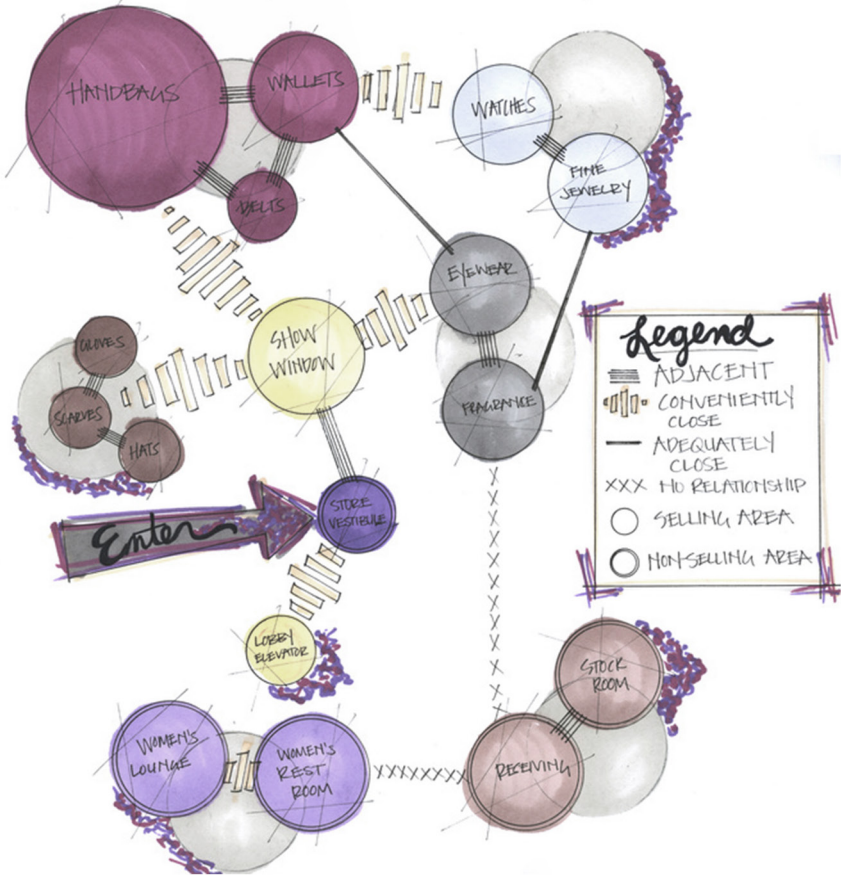 HANDBAGS
WALLETS
BELTS
WATCHES
FINE
JEWELRY
EYEWEAR
FRAGRANCE
SHOW
WINDOW
GLOVES
SCARVES
HATS
Enter
STORE
VESTIBULE
LOBBY
ELEVATOR
WOMEN'S
LOUNGE
WOMEN'S
REST
ROOM
RECEIVING
STOCK
ROOM
Legend
ADJACENT
CONVENIENTLY
CLOSE
ADEQUATELY
CLOSE
XXX NO RELATIONSHIP
SELLING AREA
NON-SELLING AREA